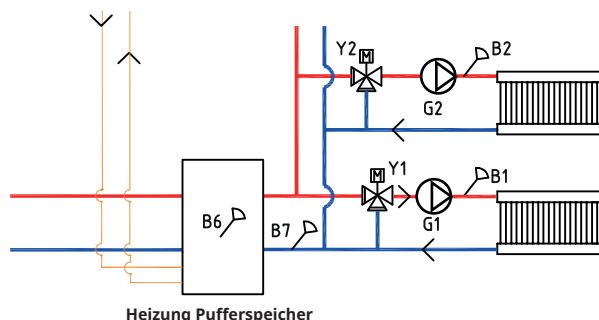 Y2
B2
G2
Y1
B1
G1
B6
B7
Heizung Pufferspeicher